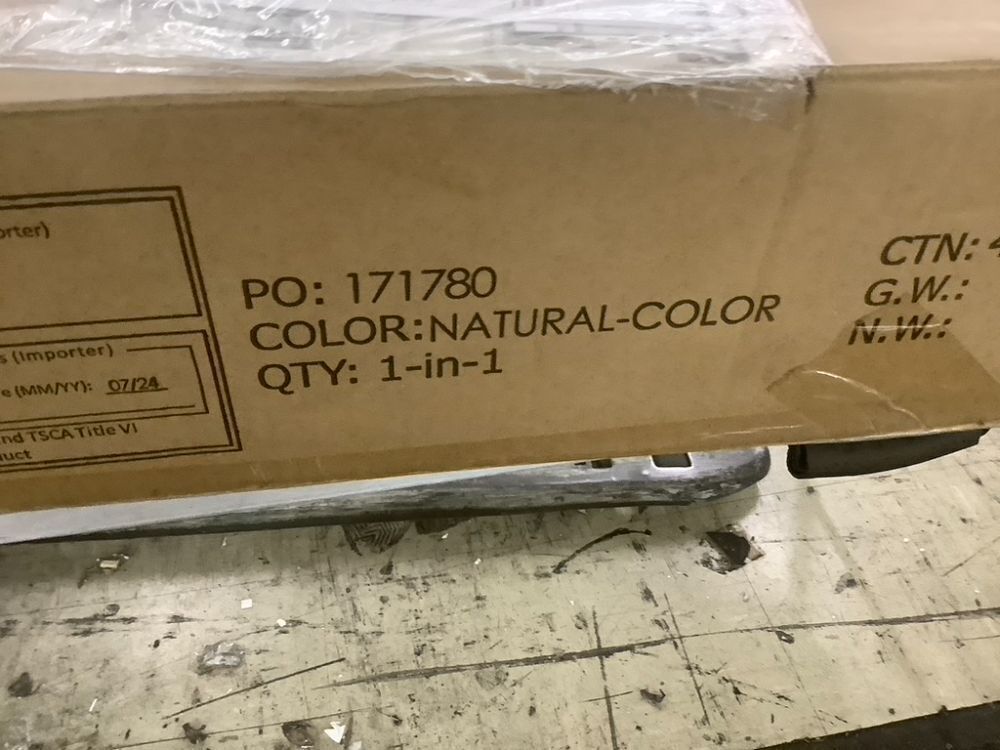 orter)
s (Importer)
e (MM/YY): 07/24
nd TSCA Title VI
uct
PO: 171780
COLOR:NATURAL-COLOR
QTY: 1-in-1
CTN: 4
G.W.:
N.W.: